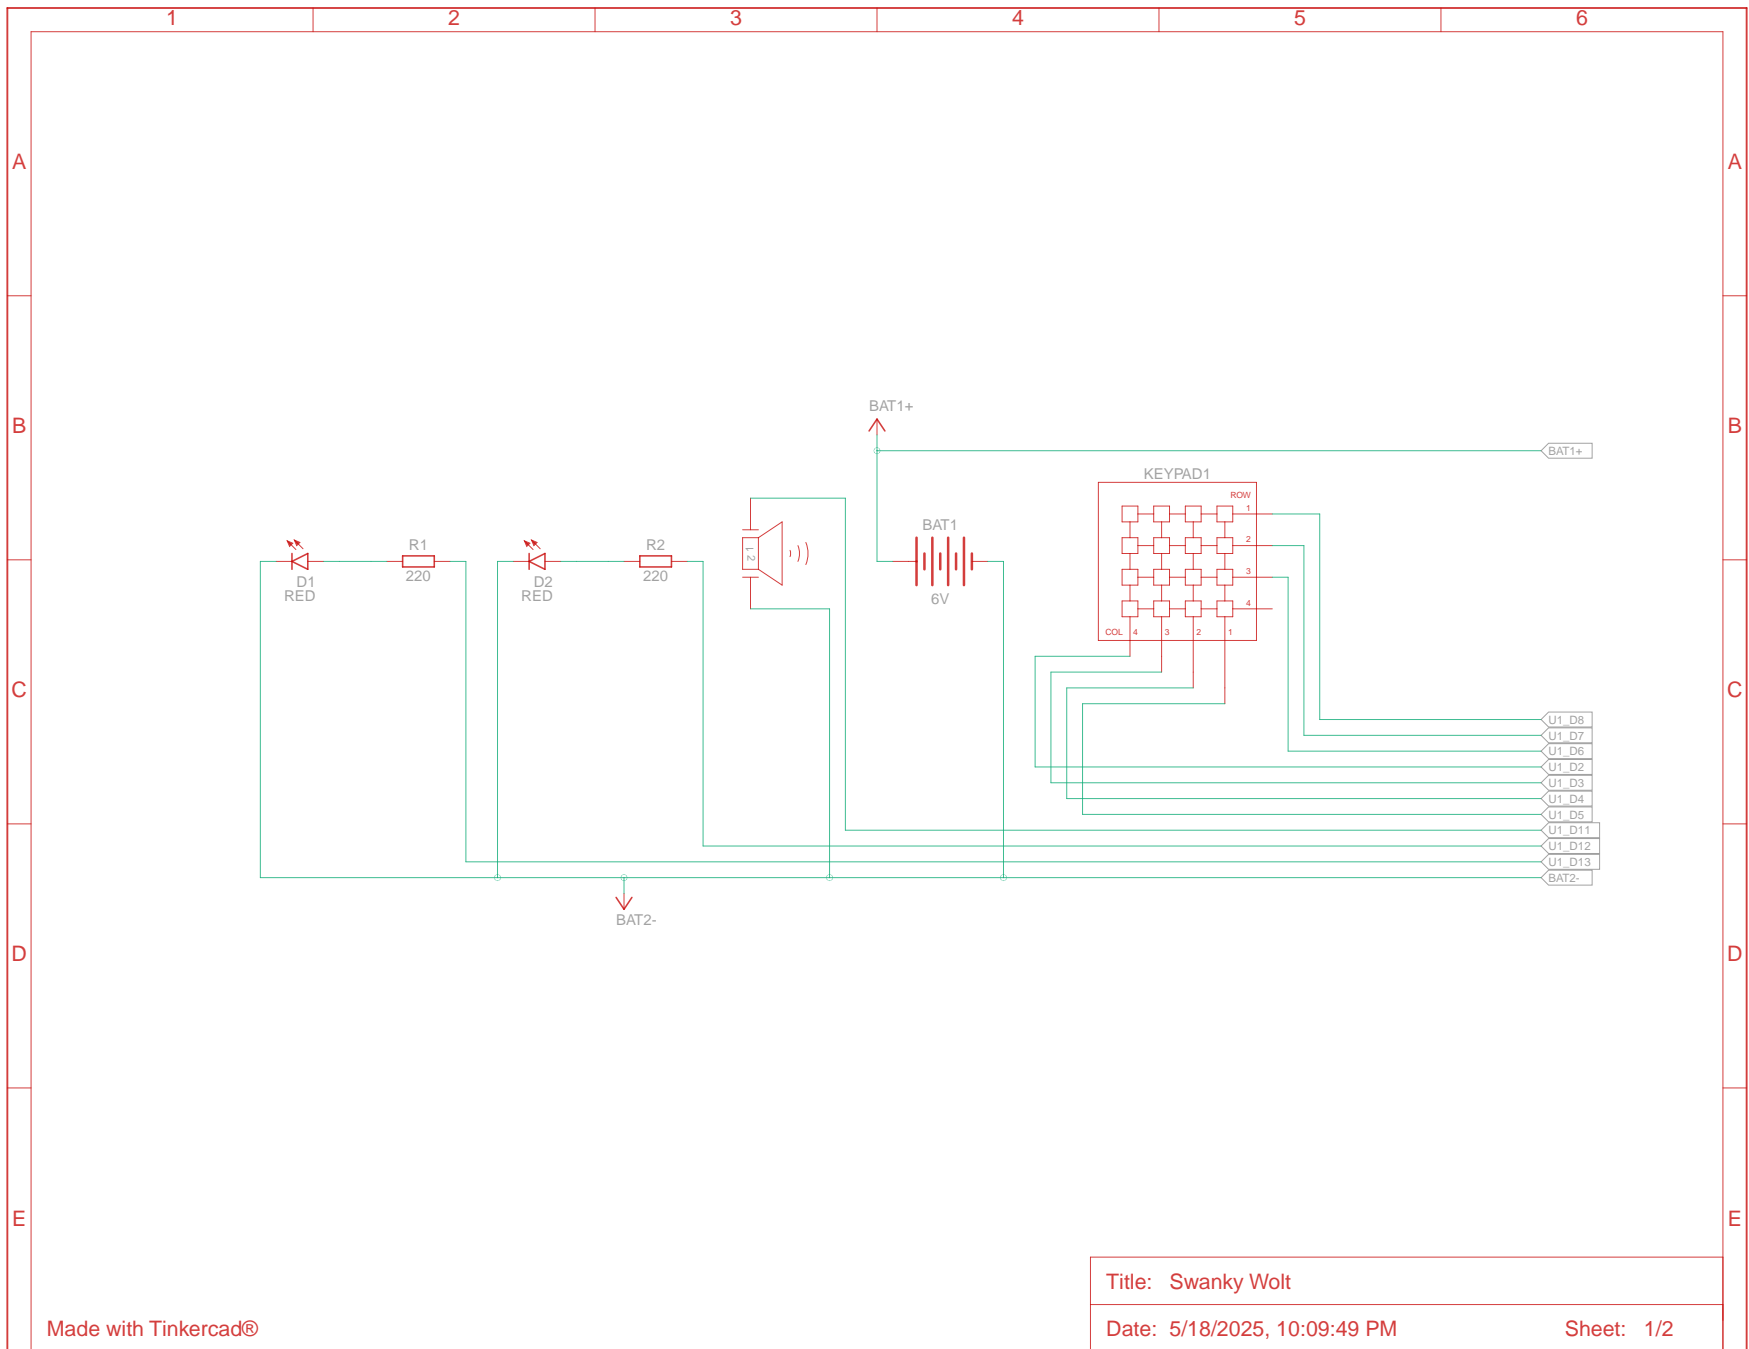 1 2 3 4 5 6
A A
BAT1+
B B
BAT1+
KEYPAD1
ROW
1
BAT1
2
R1 R2
1 2
3
220 220
D1 D2
RED RED
6V
4
COL 4 3 2 1
C C
U1_D8
U1_D7
U1_D6
U1_D2
U1_D3
U1_D4
U1_D5
U1_D11
U1_D12
U1_D13
BAT2-
BAT2-
D D
E E
Title: Swanky Wolt
Made with Tinkercad®
Date: 5/18/2025, 10:09:49 PM Sheet: 1/2